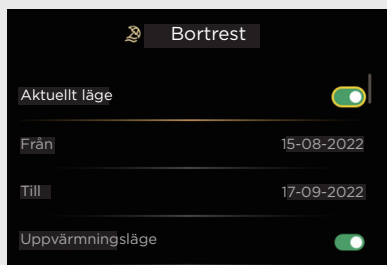 Bortrest
Aktuellt läge
Från 15-08-2022
Till 17-09-2022
Uppvärmningsläge